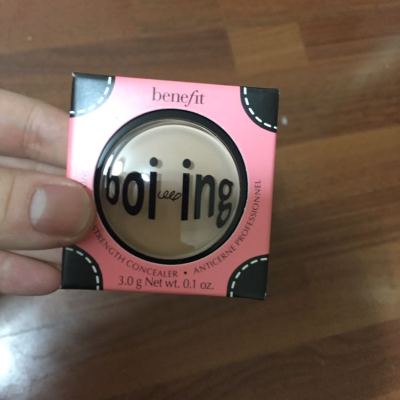 benefit
boi ing
STRENGTH CONCEALER • ANTICERNE PROFESSIONNEL
3.0 g Net wt. 0.1 oz.